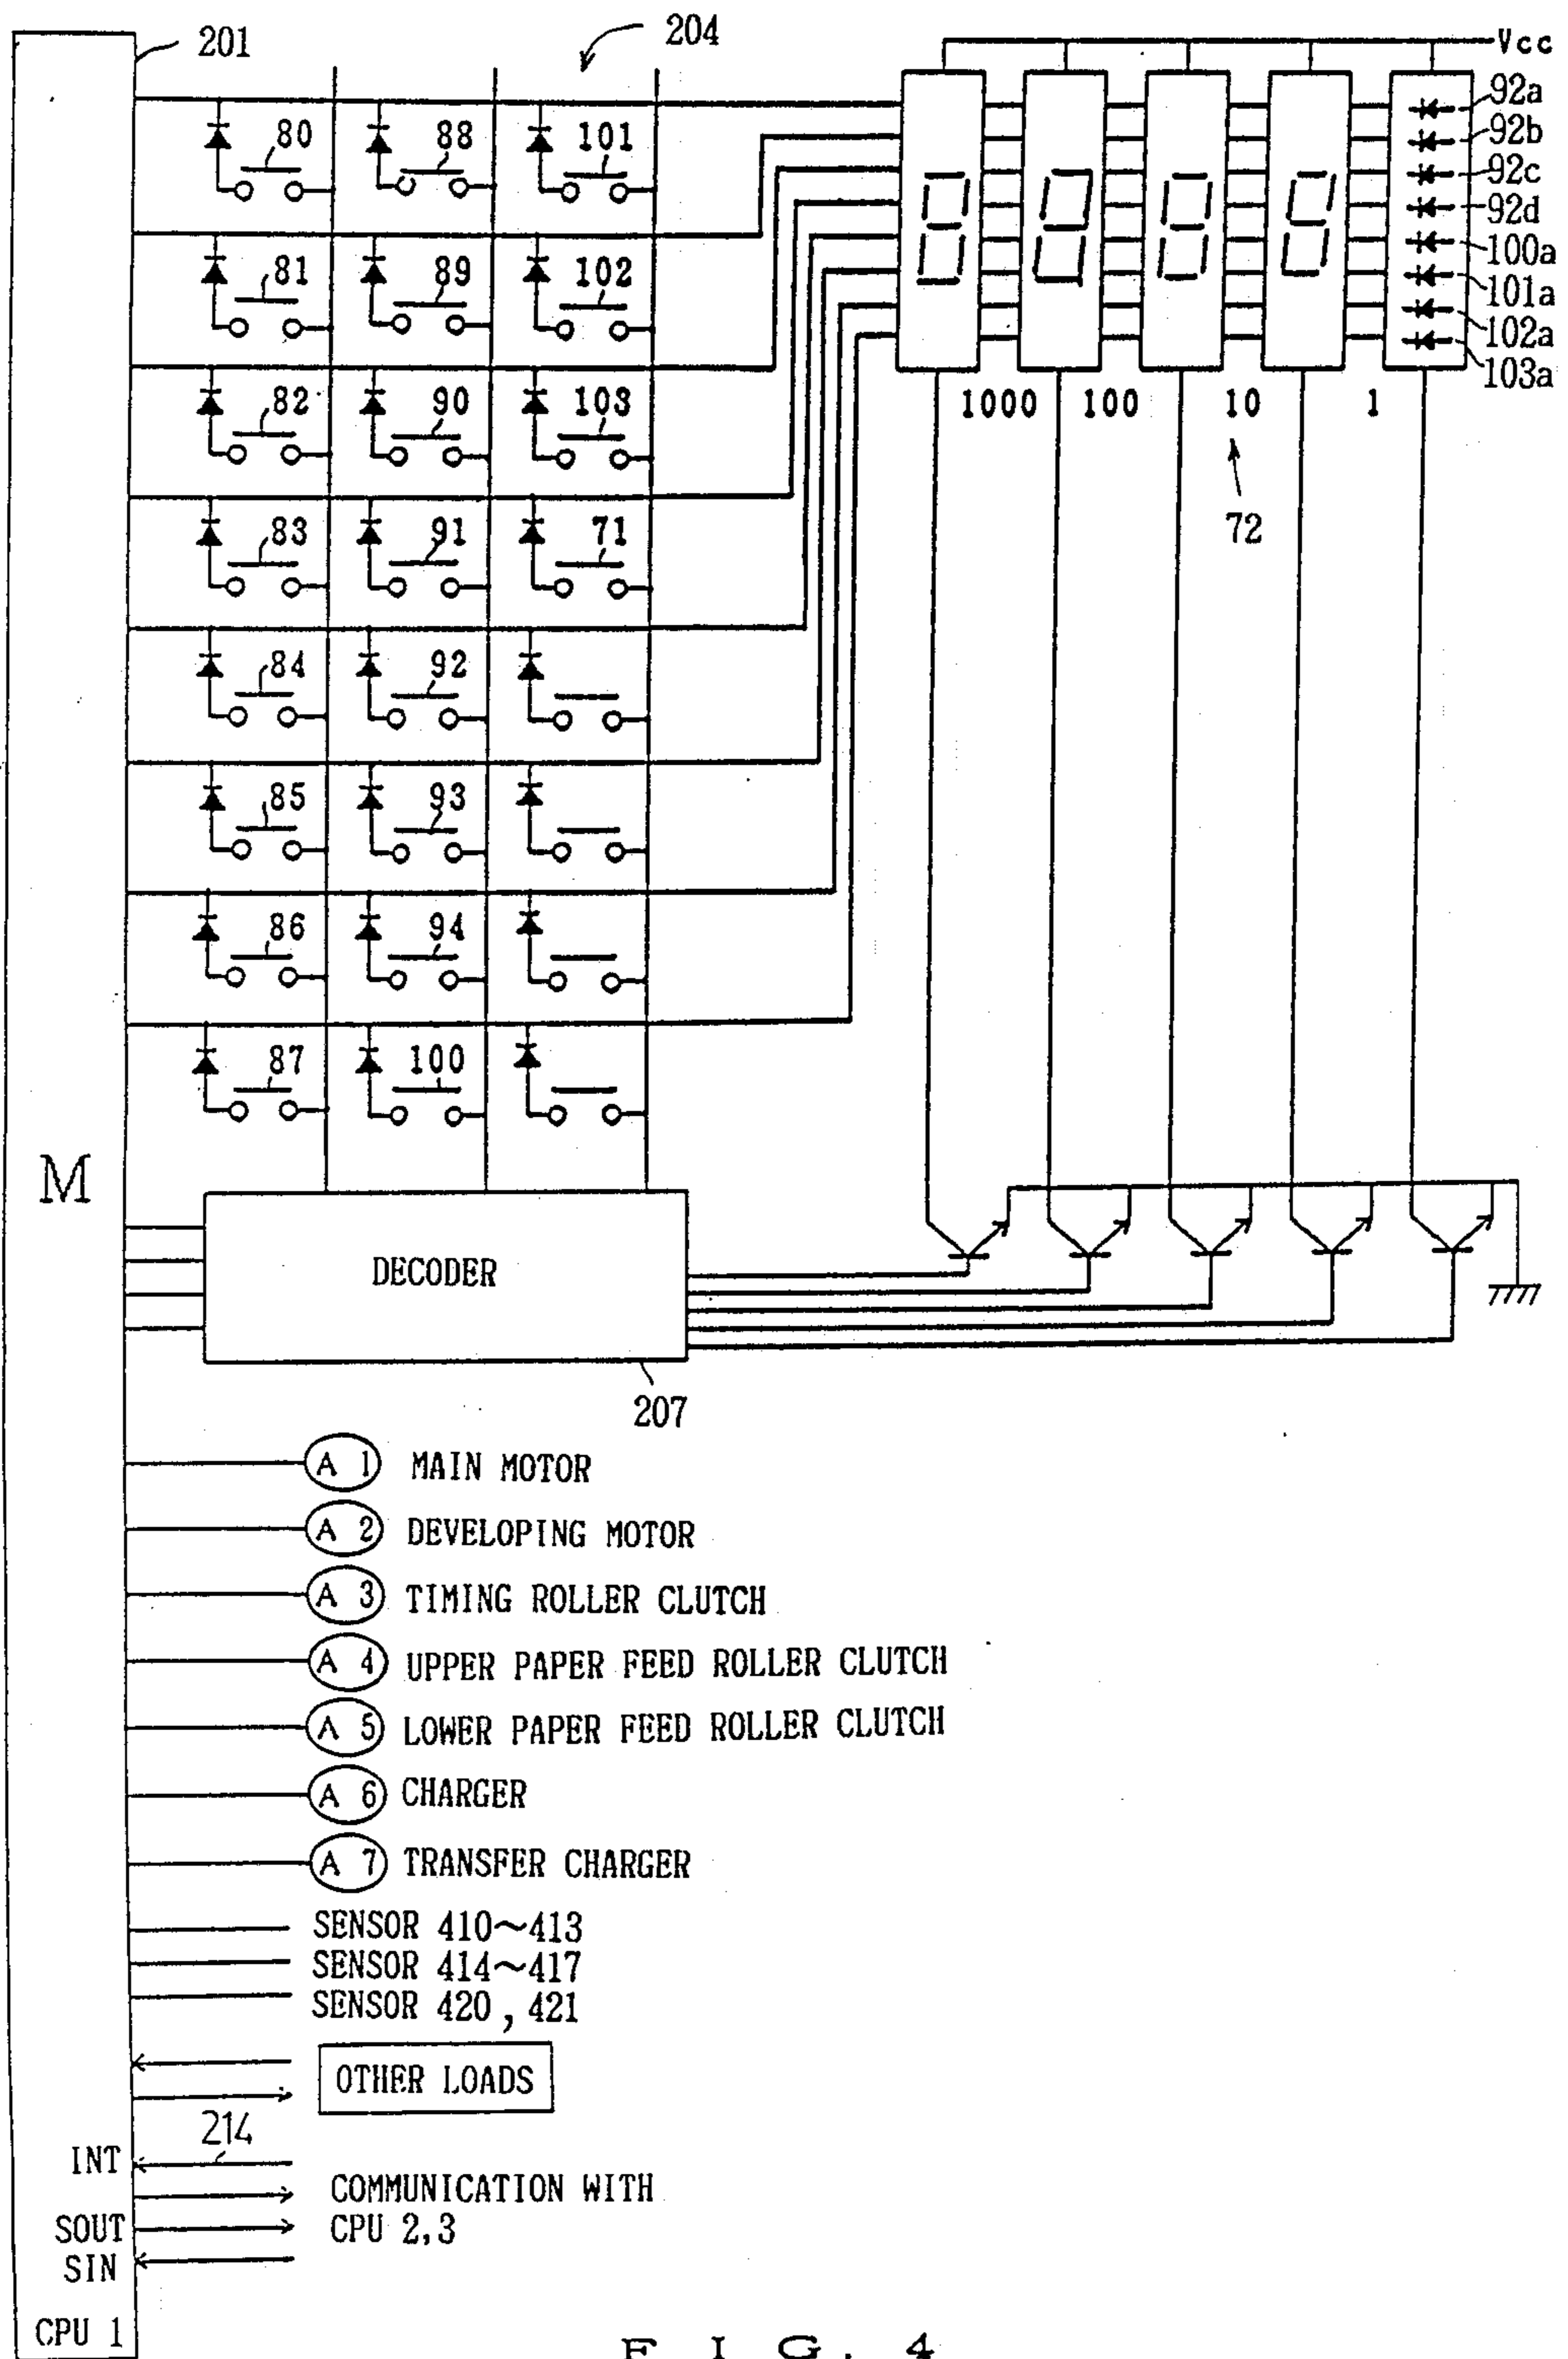 201
204
Vcc
80 88 101
92a
92b
92c
92d
100a
101a
102a
103a
81 89 102
82 90 103
1000 100 10 1
72
83 91 71
84 92
85 93
86 94
87 100
M
DECODER
207
A 1 MAIN MOTOR
A 2 DEVELOPING MOTOR
A 3 TIMING ROLLER CLUTCH
A 4 UPPER PAPER FEED ROLLER CLUTCH
A 5 LOWER PAPER FEED ROLLER CLUTCH
A 6 CHARGER
A 7 TRANSFER CHARGER
SENSOR 410~413
SENSOR 414~417
SENSOR 420 , 421
OTHER LOADS
214
INT
COMMUNICATION WITH
SOUT CPU 2,3
SIN
CPU 1
FIG. 4